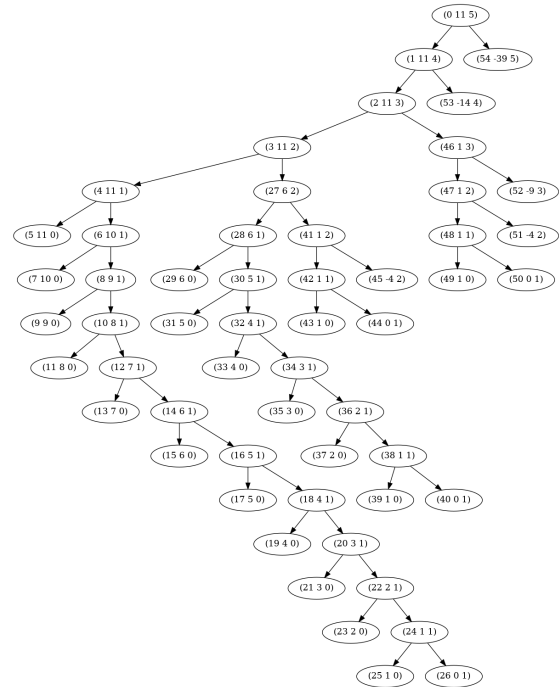 (0 11 5)
(1 11 4)
(54 -39 5)
(2 11 3)
(53 -14 4)
(3 11 2)
(46 1 3)
(4 11 1)
(27 6 2)
(47 1 2)
(52 -9 3)
(5 11 0)
(6 10 1)
(28 6 1)
(41 1 2)
(48 1 1)
(51 -4 2)
(7 10 0)
(8 9 1)
(29 6 0)
(30 5 1)
(42 1 1)
(45 -4 2)
(49 1 0)
(50 0 1)
(9 9 0)
(10 8 1)
(31 5 0)
(32 4 1)
(43 1 0)
(44 0 1)
(11 8 0)
(12 7 1)
(33 4 0)
(34 3 1)
(13 7 0)
(14 6 1)
(35 3 0)
(36 2 1)
(15 6 0)
(16 5 1)
(37 2 0)
(38 1 1)
(17 5 0)
(18 4 1)
(39 1 0)
(40 0 1)
(19 4 0)
(20 3 1)
(21 3 0)
(22 2 1)
(23 2 0)
(24 1 1)
(25 1 0)
(26 0 1)